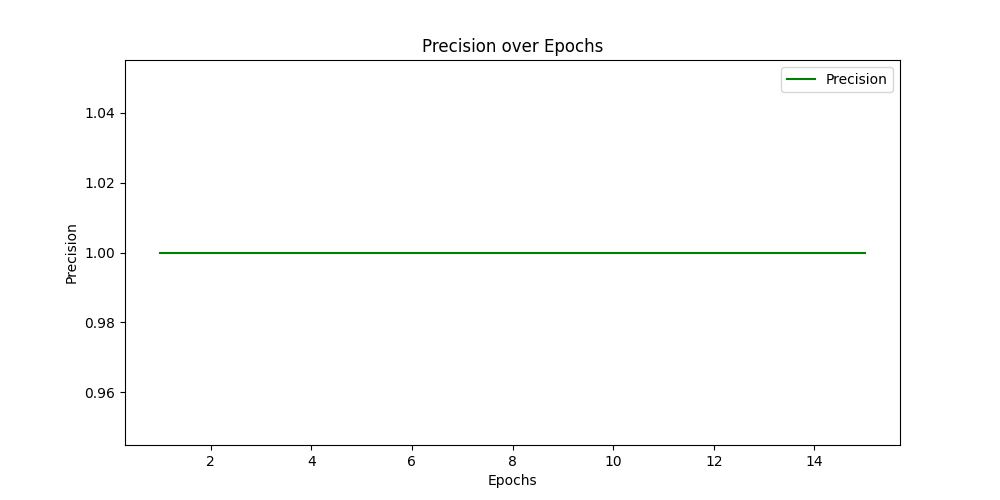 Precision over Epochs
Precision
1.04
1.02
1.00
0.98
0.96
Precision
2 4 6 8 10 12 14
Epochs